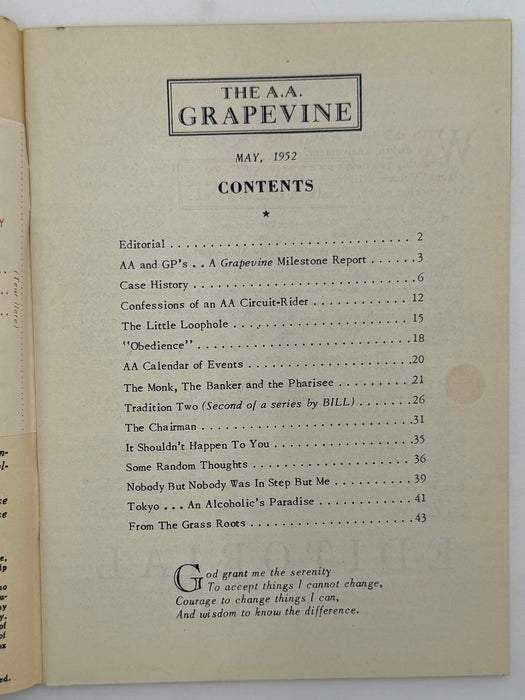 THE A.A.
GRAPEVINE
MAY, 1952
CONTENTS
Editorial . . . . . . . . . . . . . . . . . . . . . . . . . . . . . . 2
AA and GP's . . A Grapevine Milestone Report . . . . . . 3
Case History . . . . . . . . . . . . . . . . . . . . . . . . . . . . 6
Confessions of an AA Circuit-Rider . . . . . . . . . . . . 12
The Little Loophole . . . . . . . . . . . . . . . . . . . . . . 15
"Obedience" . . . . . . . . . . . . . . . . . . . . . . . . . . . 18
AA Calendar of Events . . . . . . . . . . . . . . . . . . . . .20
The Monk, The Banker and the Pharisee . . . . . . . . . 21
Tradition Two (Second of a series by BILL) . . . . . . . 26
The Chairman . . . . . . . . . . . . . . . . . . . . . . . . . .31
It Shouldn't Happen To You . . . . . . . . . . . . . . . . .35
Some Random Thoughts . . . . . . . . . . . . . . . . . . . . 36
Nobody But Nobody Was In Step But Me . . . . . . . . . 39
Tokyo . . . An Alcoholic's Paradise . . . . . . . . . . . . 41
From The Grass Roots . . . . . . . . . . . . . . . . . . . . 43
God grant me the serenity
To accept things I cannot change,
Courage to change things I can,
And wisdom to know the difference.
(Tear Here)